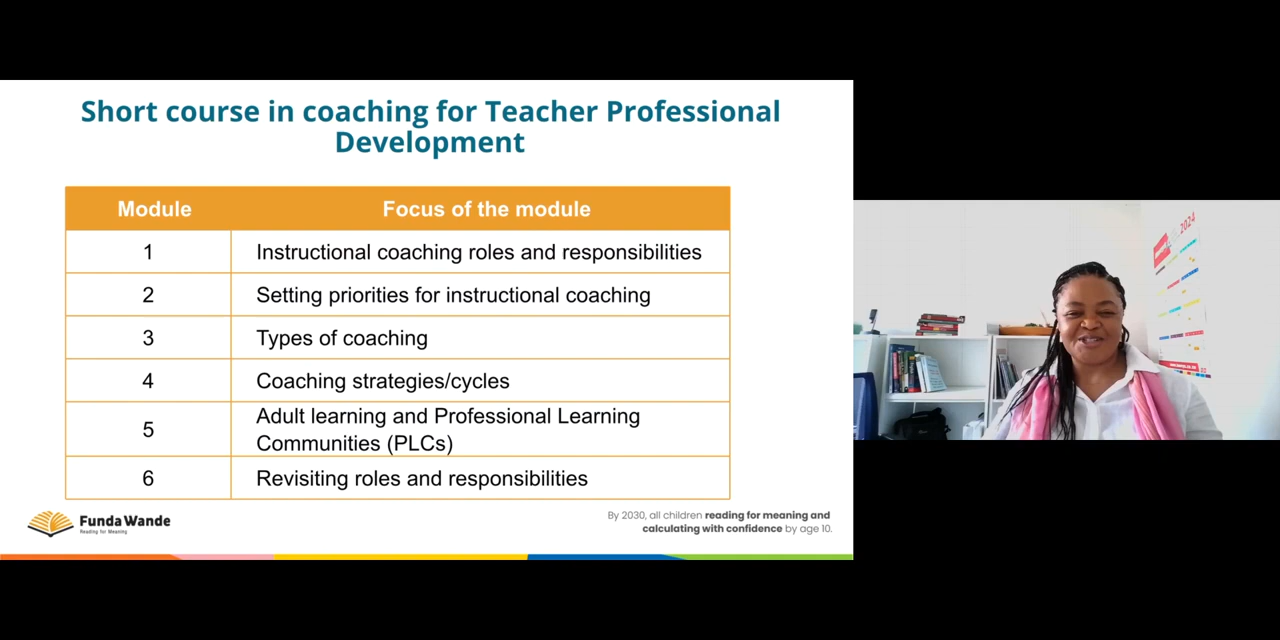 Short course in coaching for Teacher Professional
Development
Module Focus of the module
1 Instructional coaching roles and responsibilities
2 Setting priorities for instructional coaching
3 Types of coaching
4 Coaching strategies/cycles
5 Adult learning and Professional Learning
Communities (PLCs)
6 Revisiting roles and responsibilities
Funda Wande
Reading for Meaning
By 2030, all children reading for meaning and
calculating with confidence by age 10.
2024